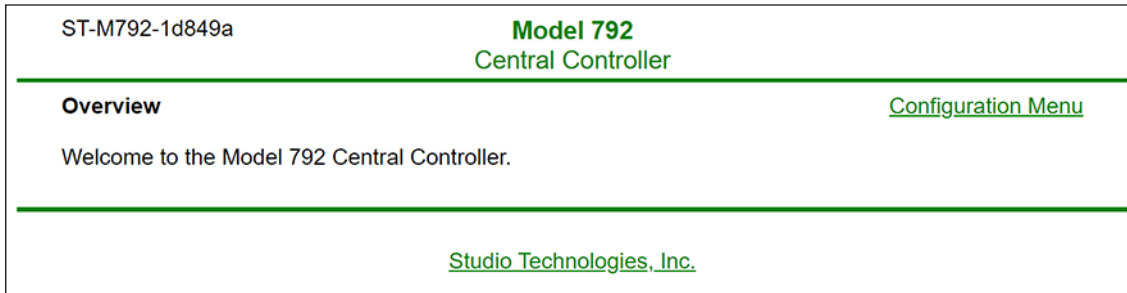 ST-M792-1d849a
Model 792
Central Controller
Overview
Configuration Menu
Welcome to the Model 792 Central Controller.
Studio Technologies, Inc.